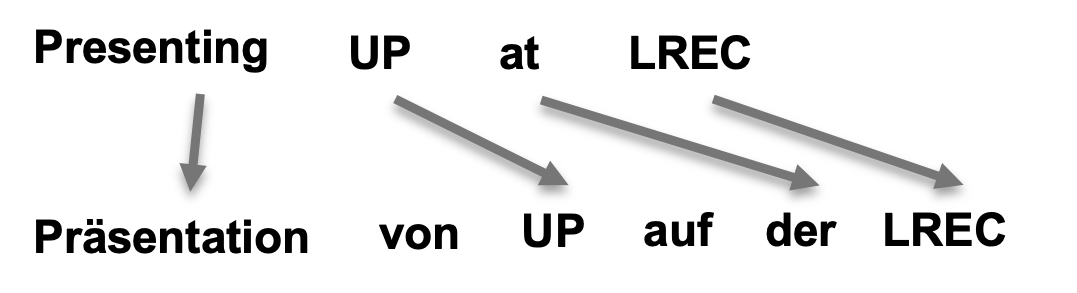 Presenting UP at LREC
Präsentation von UP auf der LREC